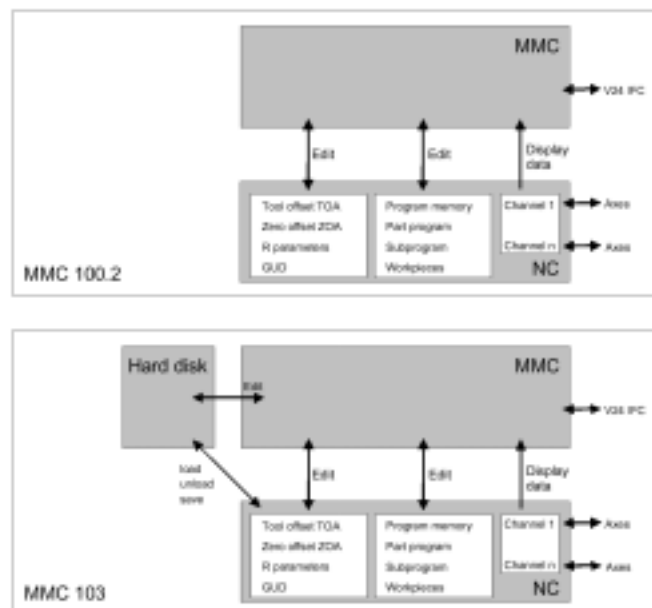 MMC
V24 IFC
Edit
Edit
Display
data
Tool offset TOA
Zero offset ZOA
R parameters
GUD
Program memory
Part program
Subprogram
Workpieces
Channel 1
Channel n
Axes
Axes
NC
MMC 100.2
Hard disk
MMC
Edit
V24 IFC
load
unload
save
Edit
Edit
Display
data
Tool offset TOA
Zero offset ZOA
R parameters
GUD
Program memory
Part program
Subprogram
Workpieces
Channel 1
Channel n
Axes
Axes
NC
MMC 103